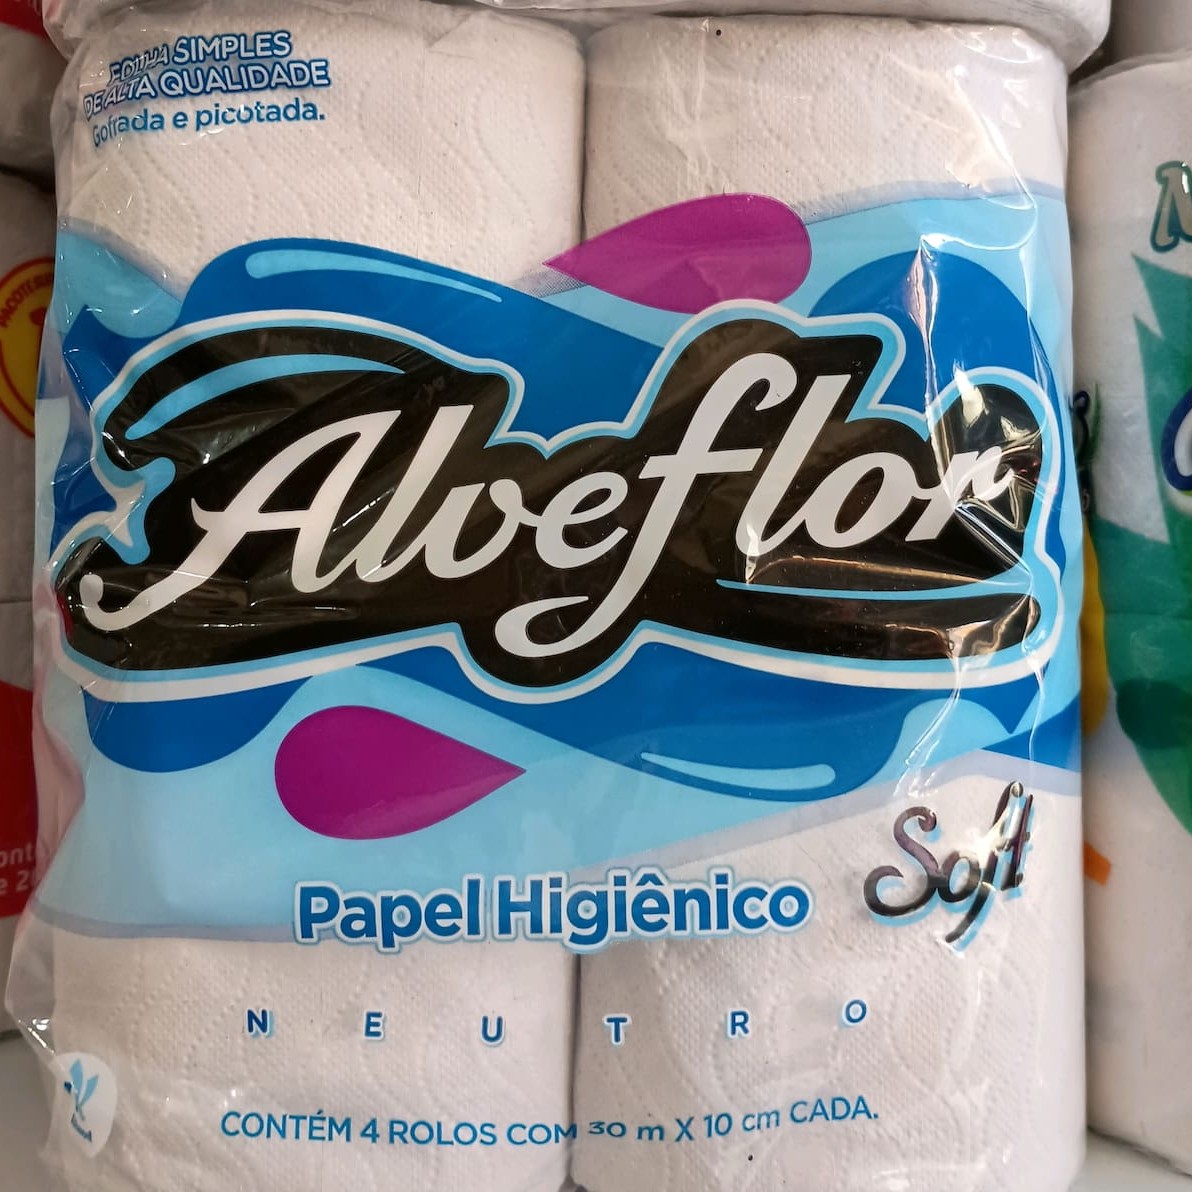 FOLHA SIMPLES
DE ALTA QUALIDADE
Gofrada e picotada.
Alveflor
Soft
Papel Higiênico
NEUTRO
CONTÉM 4 ROLOS COM 30 m X 10 cm CADA.